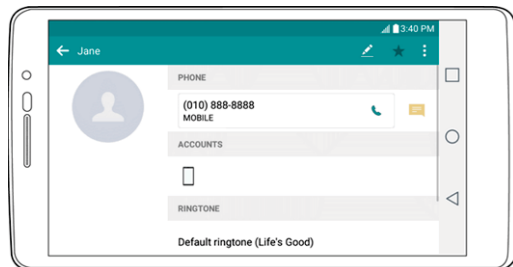 3:40 PM
Jane
PHONE
(010) 888-8888
MOBILE
ACCOUNTS
RINGTONE
Default ringtone (Life's Good)